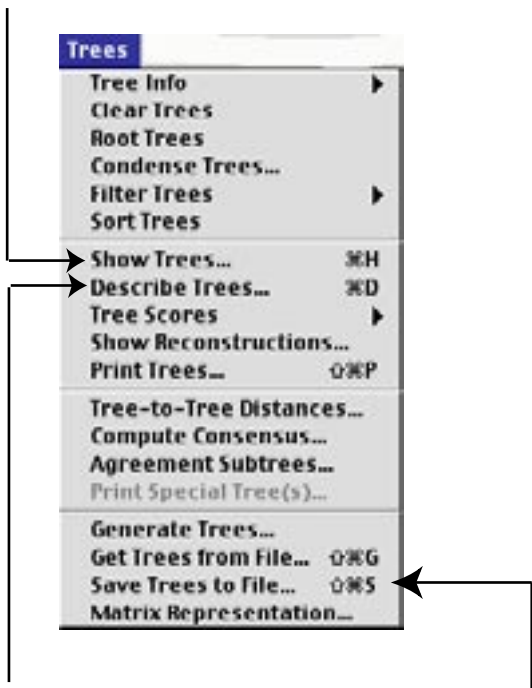 Trees
Tree Info ▶
Clear Trees
Root Trees
Condense Trees...
Filter Trees ▶
Sort Trees
Show Trees... ⌘H
Describe Trees... ⌘D
Tree Scores ▶
Show Reconstructions...
Print Trees... ⇧⌘P
Tree-to-Tree Distances...
Compute Consensus...
Agreement Subtrees...
Print Special Tree(s)...
Generate Trees...
Get Trees from File... ⇧⌘G
Save Trees to File... ⇧⌘S
Matrix Representation...